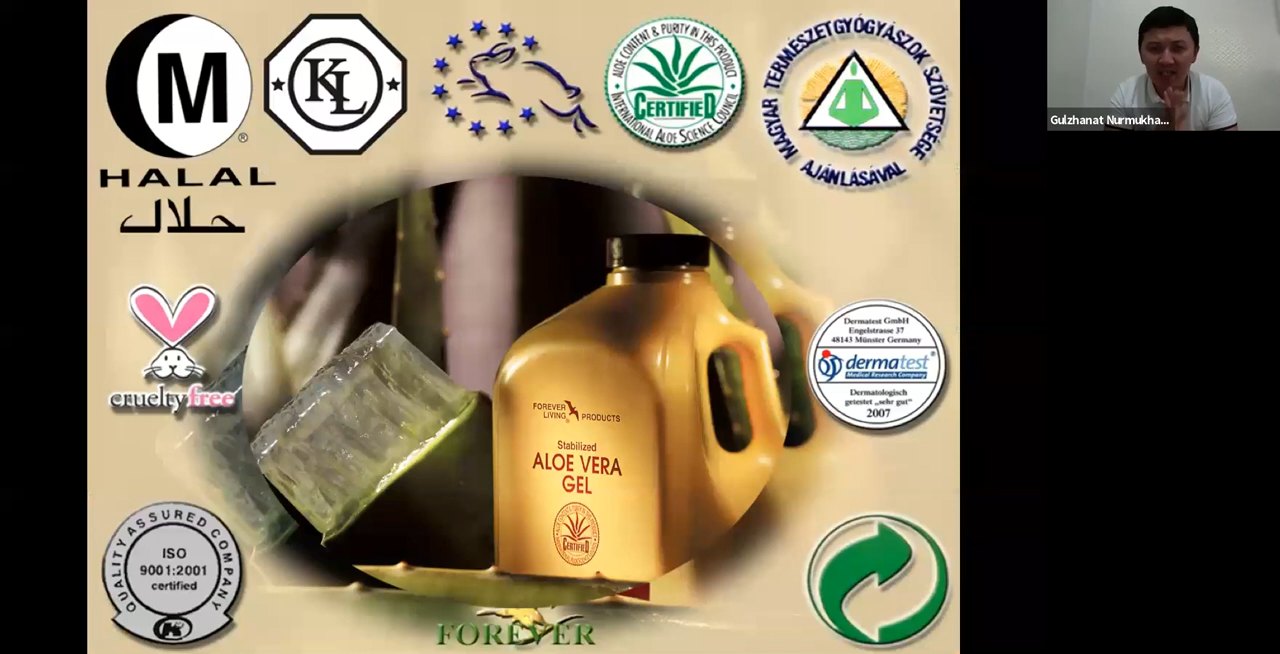 M
®
HALAL
حلال
KL
ALOE CONTENT & PURITY IN THIS PRODUCT
CERTIFIED
INTERNATIONAL ALOE SCIENCE COUNCIL
MAGYAR TERMÉSZETGYÓGYÁSZOK SZÖVETSÉGE
AJÁNLÁSÁVAL
Gulzhanat Nurmukha...
cruelty free
FOREVER
LIVING PRODUCTS
Stabilized
ALOE VERA
GEL
CERTIFIED
Dermatest GmbH
Engelstrasse 37
48143 Münster Germany
dermatest®
Medical Research Company
Dermatologisch
getestet „sehr gut"
2007
QUALITY ASSURED COMPANY
ISO
9001:2001
certified
K
FOREVER